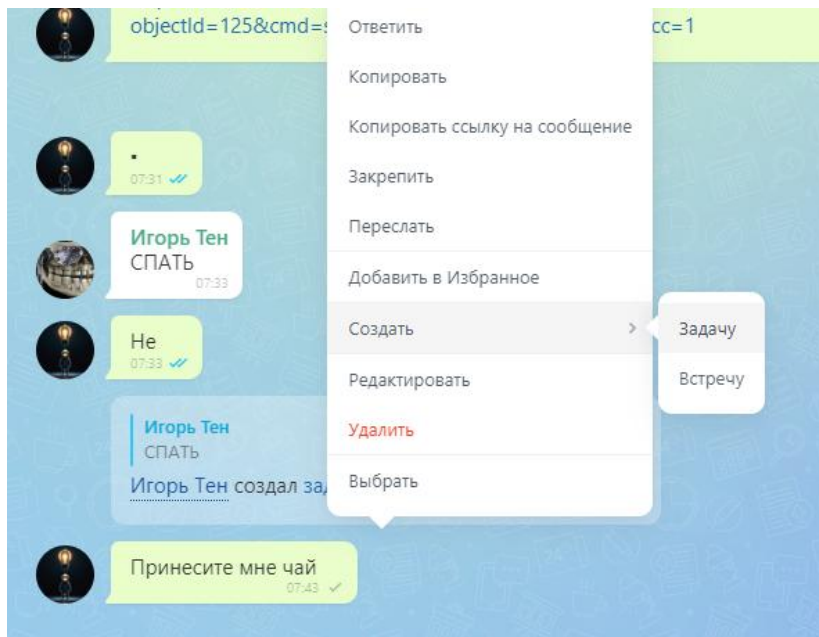 objectId=125&cmd=
cc=1
.
07:31
Игорь Тен
СПАТЬ
07:33
Не
07:33
Игорь Тен
СПАТЬ
Игорь Тен создал
Принесите мне чай
07:43
Ответить
Копировать
Копировать ссылку на сообщение
Закрепить
Переслать
Добавить в Избранное
Создать
Редактировать
Удалить
Выбрать
Задачу
Встречу